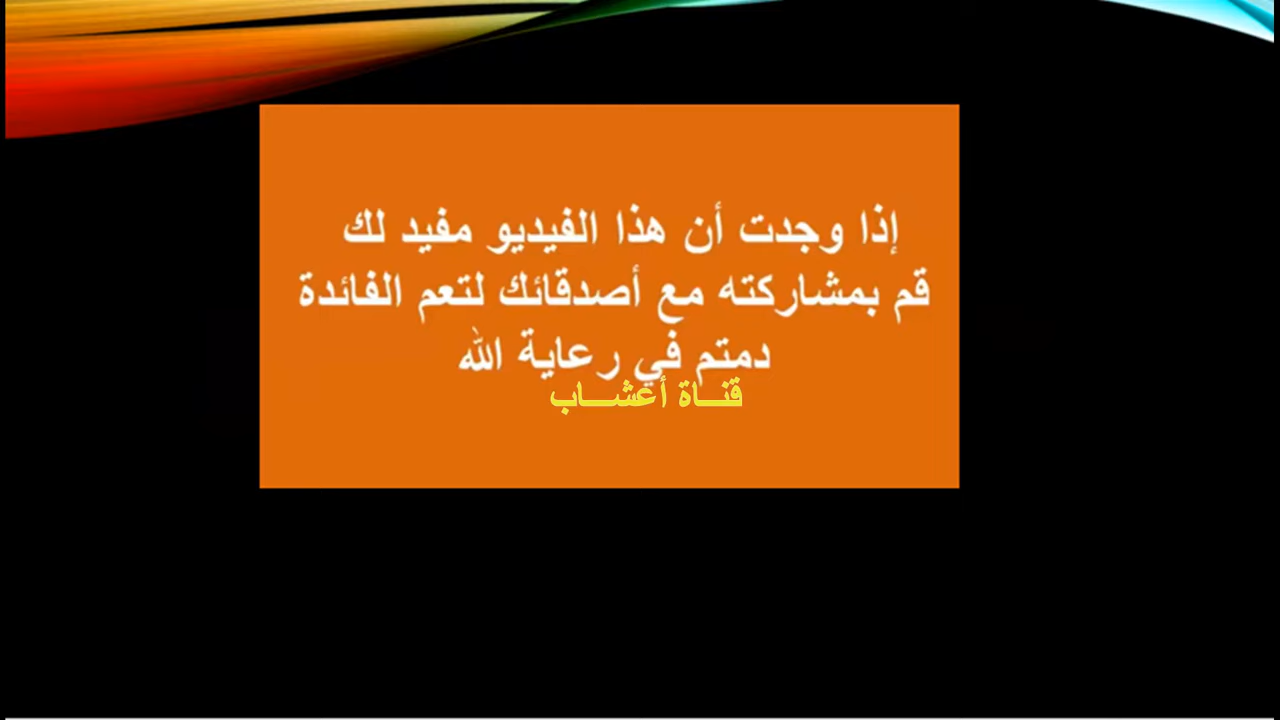 إذا وجدت أن هذا الفيديو مفيد لك
قم بمشاركته مع أصدقائك لتعم الفائدة
دمتم في رعاية الله
قنـــاة أعشـــاب